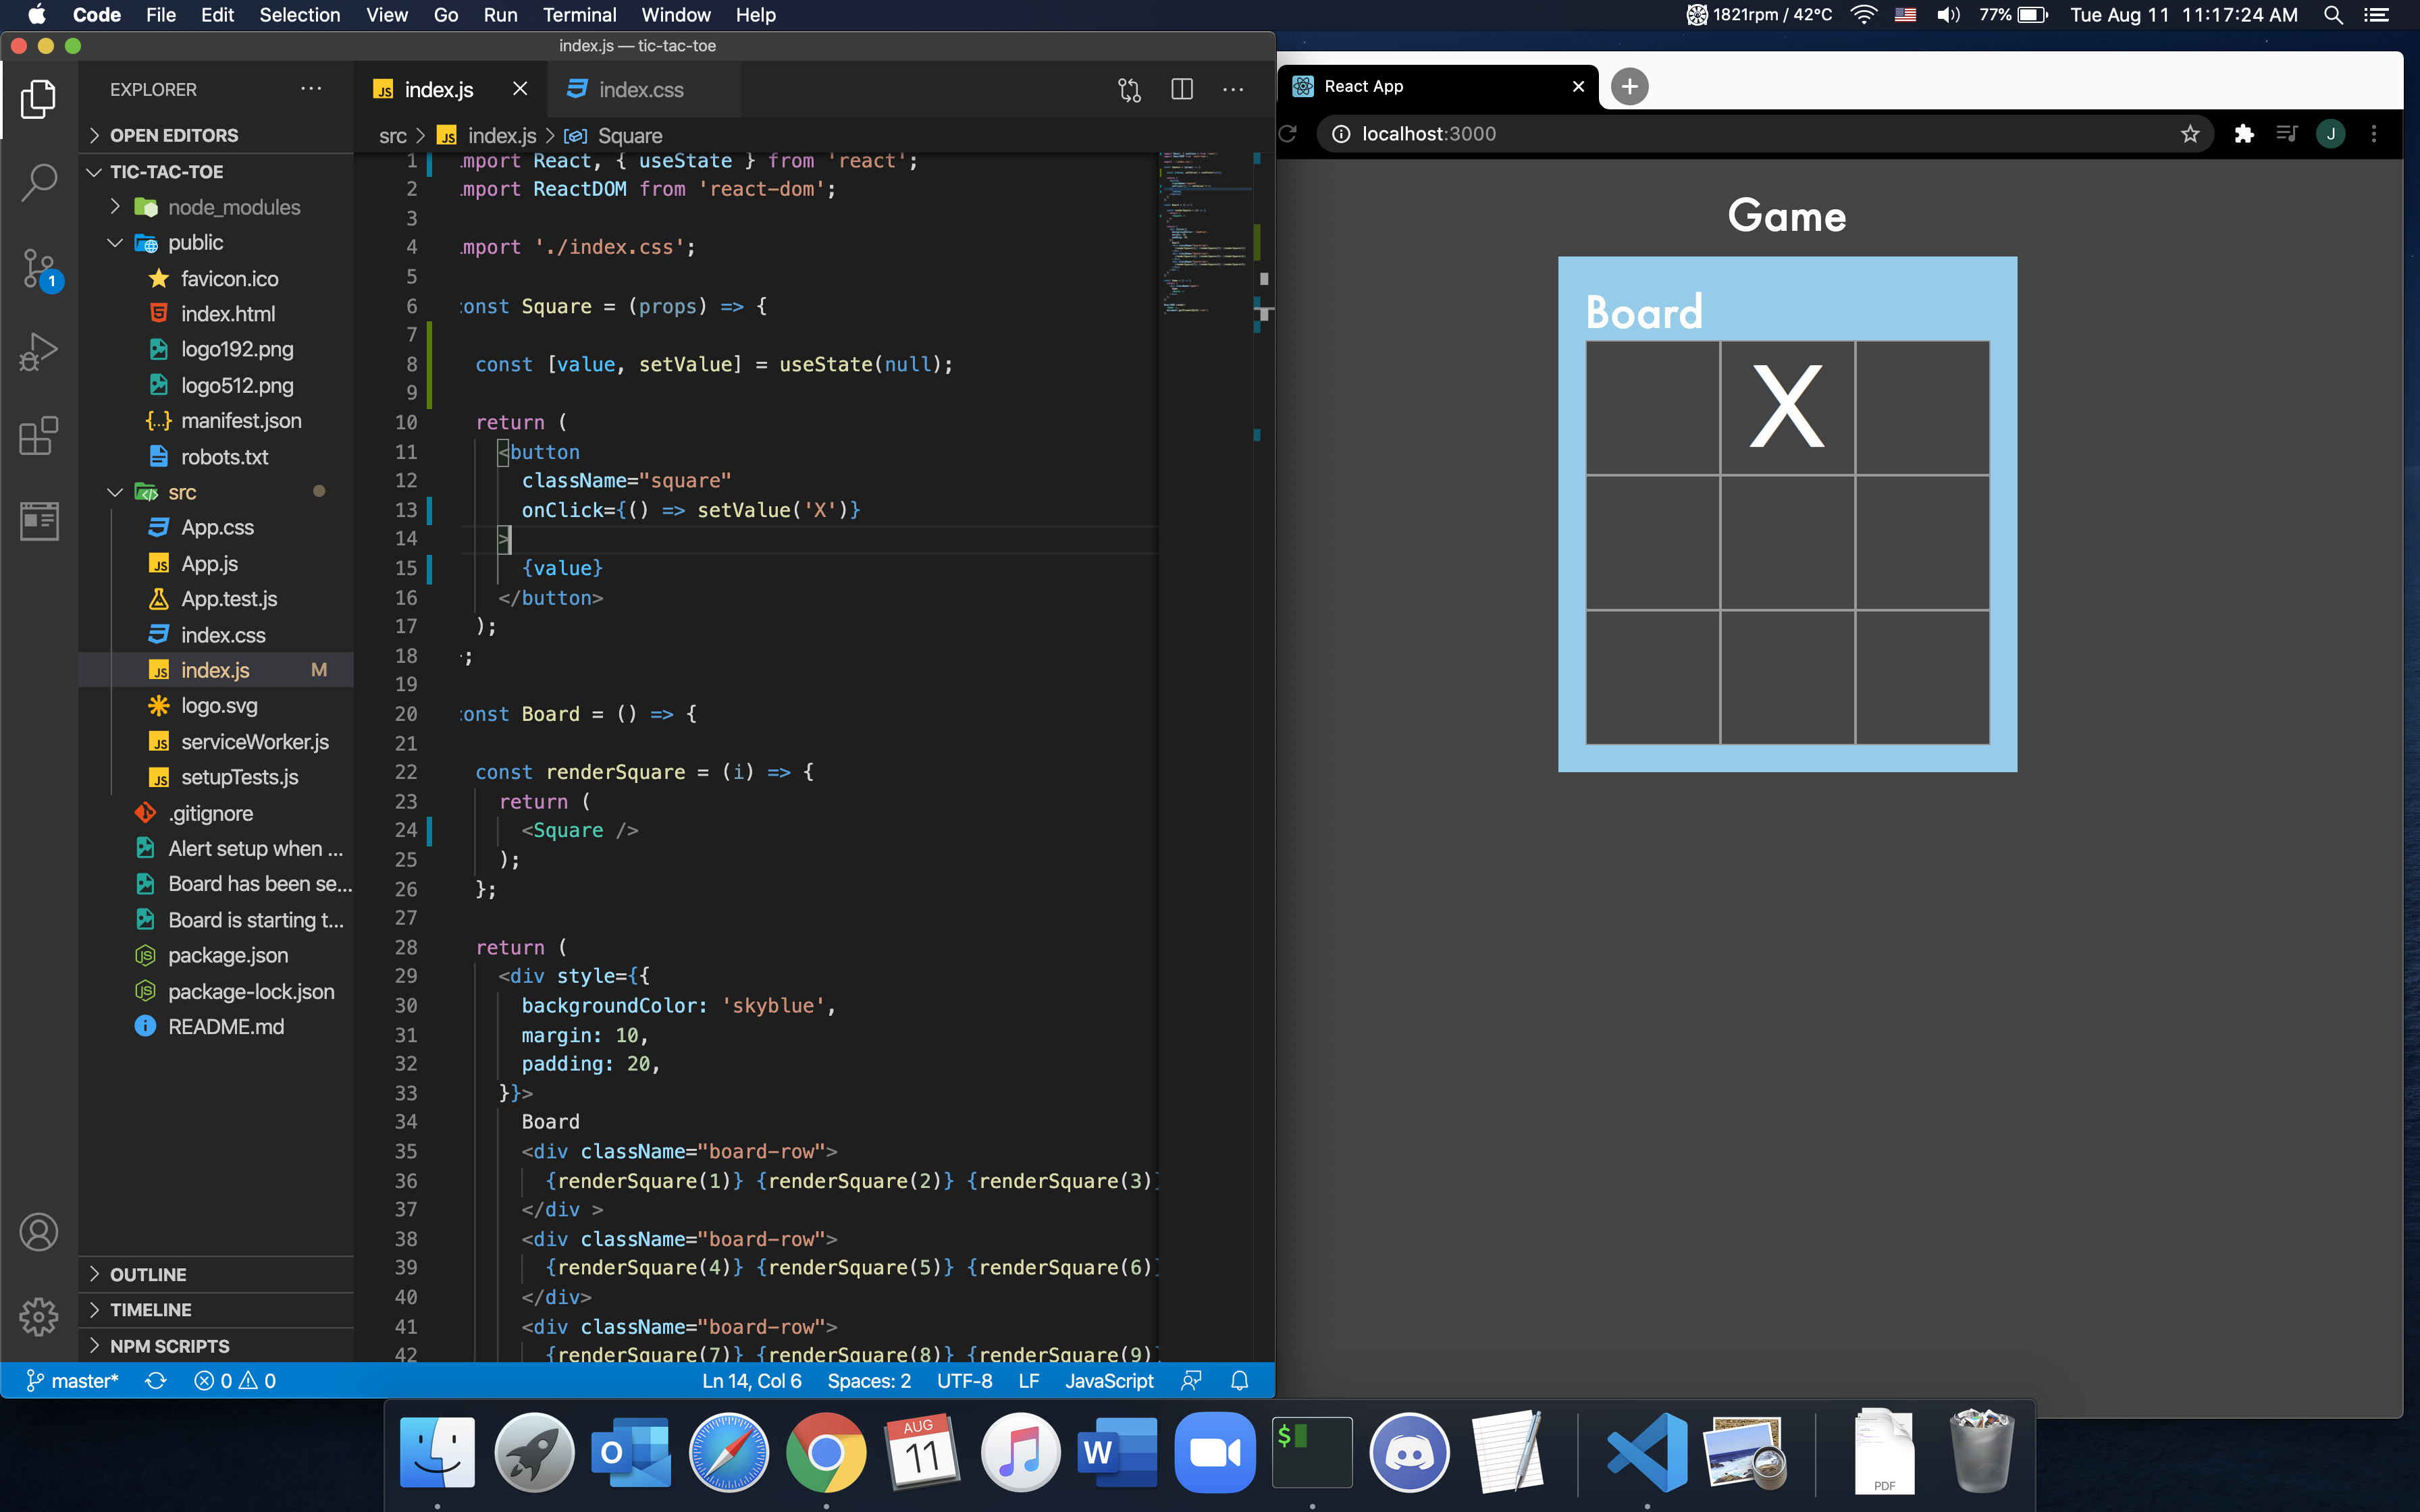 Code File Edit Selection View Go Run Terminal Window Help
1821rpm / 42°C 77% Tue Aug 11 11:17:24 AM
index.js — tic-tac-toe
EXPLORER
OPEN EDITORS
TIC-TAC-TOE
node_modules
public
favicon.ico
index.html
logo192.png
logo512.png
manifest.json
robots.txt
src
App.css
App.js
App.test.js
index.css
index.js M
logo.svg
serviceWorker.js
setupTests.js
.gitignore
Alert setup when ...
Board has been se...
Board is starting t...
package.json
package-lock.json
README.md
OUTLINE
TIMELINE
NPM SCRIPTS
1
index.js index.css
src > index.js > Square
1 mport React, { useState } from 'react';
2 mport ReactDOM from 'react-dom';
3
4 mport './index.css';
5
6 onst Square = (props) => {
7
8 const [value, setValue] = useState(null);
9
10 return (
11 <button
12 className="square"
13 onClick={() => setValue('X')}
14 >
15 {value}
16 </button>
17 );
18 ;
19
20 onst Board = () => {
21
22 const renderSquare = (i) => {
23 return (
24 <Square />
25 );
26 };
27
28 return (
29 <div style={{
30 backgroundColor: 'skyblue',
31 margin: 10,
32 padding: 20,
33 }}>
34 Board
35 <div className="board-row">
36 {renderSquare(1)} {renderSquare(2)} {renderSquare(3)
37 </div >
38 <div className="board-row">
39 {renderSquare(4)} {renderSquare(5)} {renderSquare(6)
40 </div>
41 <div className="board-row">
42 {renderSquare(7)} {renderSquare(8)} {renderSquare(9)
master* 0 0 Ln 14, Col 6 Spaces: 2 UTF-8 LF JavaScript
React App
localhost:3000
J
Game
Board
X
AUG
11
O
W
$
PDF